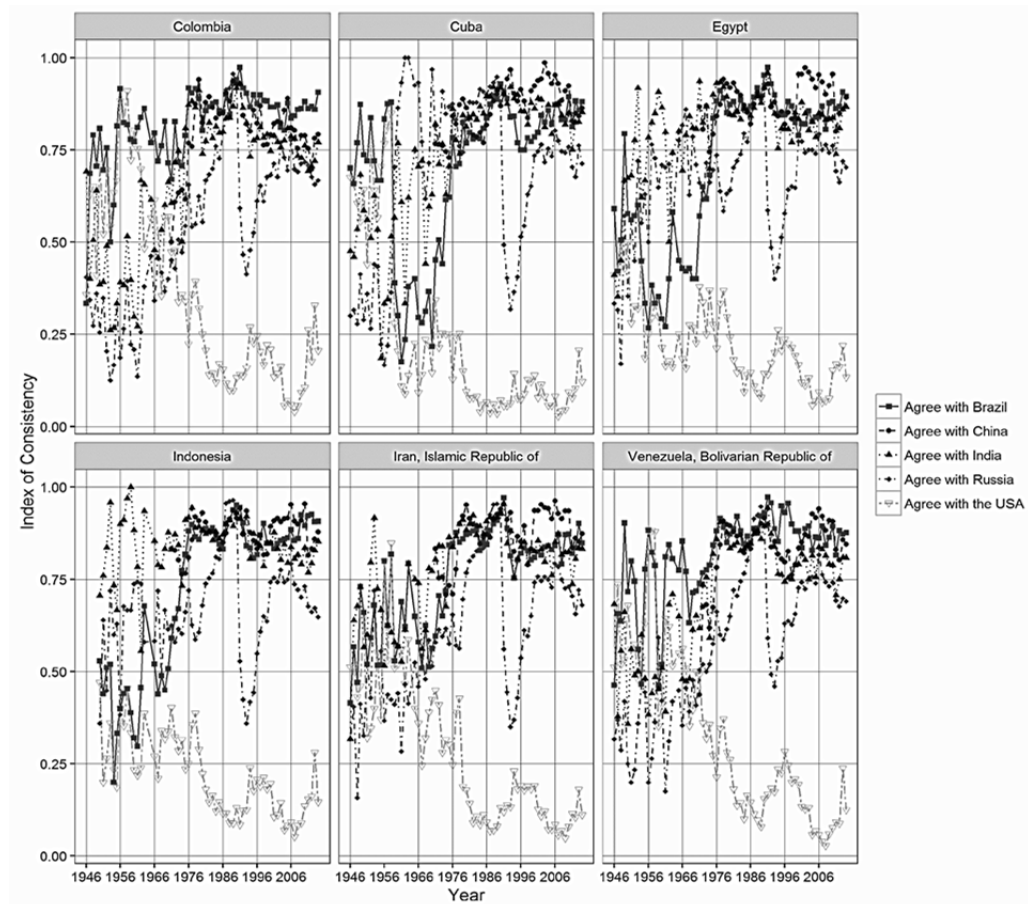 Colombia
Cuba
Egypt
1.00
0.75
0.50
0.25
0.00
Indonesia
Iran, Islamic Republic of
Venezuela, Bolivarian Republic of
1.00
0.75
0.50
0.25
0.00
1946 1956 1966 1976 1986 1996 2006
1946 1956 1966 1976 1986 1996 2006
1946 1956 1966 1976 1986 1996 2006
Year
Index of Consistency
Agree with Brazil
Agree with China
Agree with India
Agree with Russia
Agree with the USA